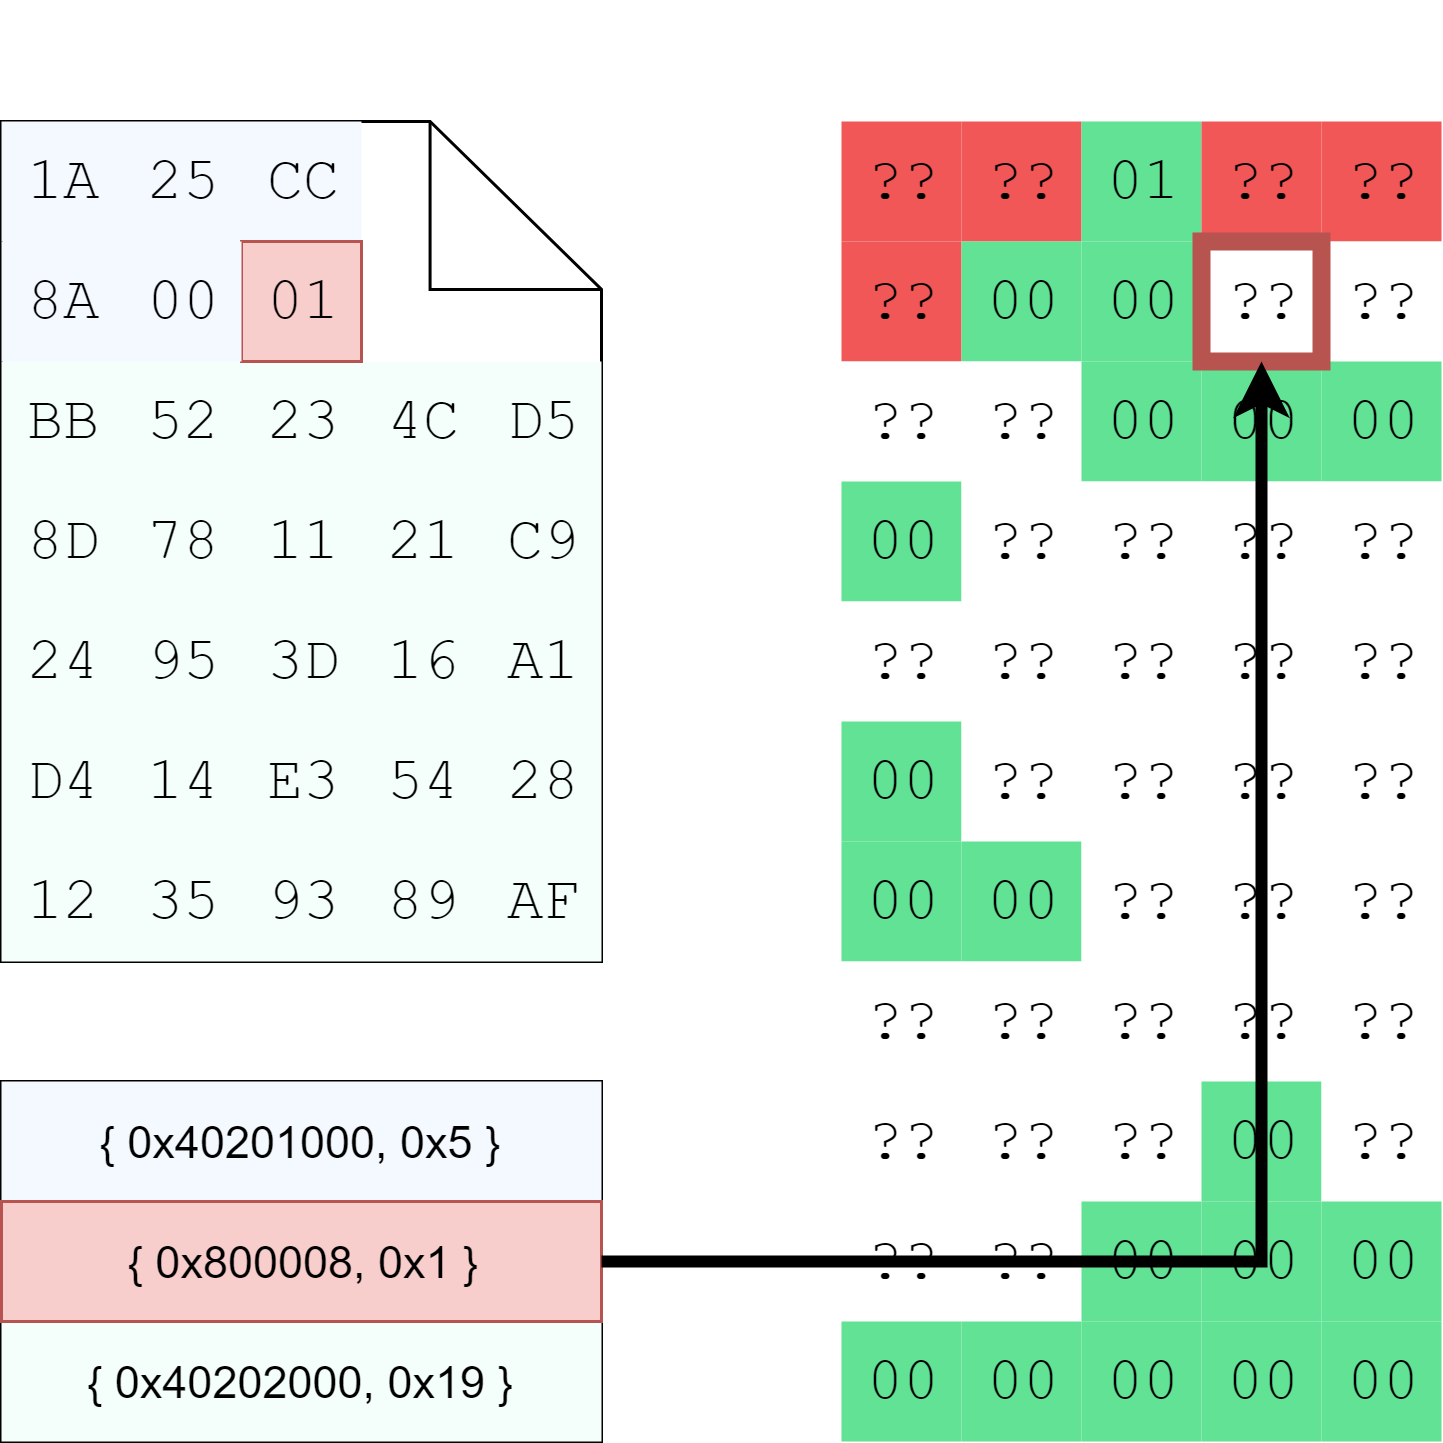 1A 25 CC
8A 00 01
BB 52 23 4C D5
8D 78 11 21 C9
24 95 3D 16 A1
D4 14 E3 54 28
12 35 93 89 AF
{ 0x40201000, 0x5 }
{ 0x800008, 0x1 }
{ 0x40202000, 0x19 }
?? ?? 01 ?? ??
?? 00 00 ?? ??
?? ?? 00 00 00
00 ?? ?? ?? ??
?? ?? ?? ?? ??
00 ?? ?? ?? ??
00 00 ?? ?? ??
?? ?? ?? ?? ??
?? ?? ?? 00 ??
?? ?? 00 00 00
00 00 00 00 00